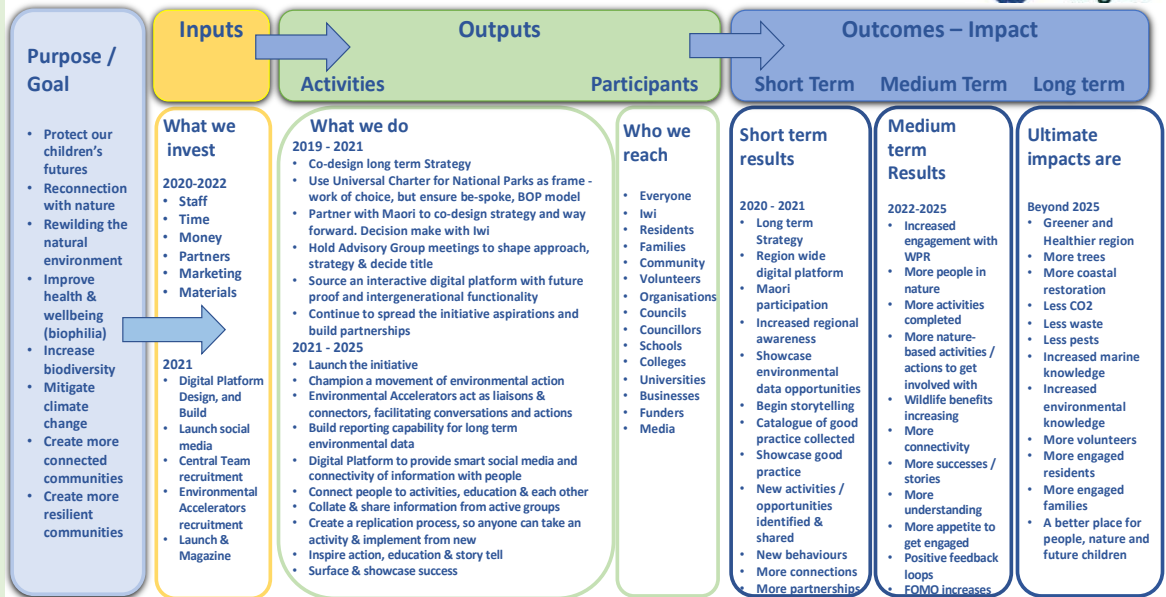 Purpose /
Goal
• Protect our
children's
futures
• Reconnection
with nature
• Rewilding the
natural
environment
• Improve
health &
wellbeing
(biophilia)
• Increase
biodiversity
• Mitigate
climate
change
• Create more
connected
communities
• Create more
resilient
communities
Inputs
What we
invest
2020-2022
• Staff
• Time
• Money
• Partners
• Marketing
• Materials
2021
• Digital Platform
Design, and
Build
• Launch social
media
• Central Team
recruitment
• Environmental
Accelerators
recruitment
• Launch &
Magazine
Outputs
Activities
Participants
What we do
2019 - 2021
• Co-design long term Strategy
• Use Universal Charter for National Parks as frame -
work of choice, but ensure be-spoke, BOP model
• Partner with Maori to co-design strategy and way
forward. Decision make with Iwi
• Hold Advisory Group meetings to shape approach,
strategy & decide title
• Source an interactive digital platform with future
proof and intergenerational functionality
• Continue to spread the initiative aspirations and
build partnerships
2021 - 2025
• Launch the initiative
• Champion a movement of environmental action
• Environmental Accelerators act as liaisons &
connectors, facilitating conversations and actions
• Build reporting capability for long term
environmental data
• Digital Platform to provide smart social media and
connectivity of information with people
• Connect people to activities, education & each other
• Collate & share information from active groups
• Create a replication process, so anyone can take an
activity & implement from new
• Inspire action, education & story tell
• Surface & showcase success
Who we
reach
• Everyone
• Iwi
• Residents
• Families
• Community
• Volunteers
• Organisations
• Councils
• Councillors
• Schools
• Colleges
• Universities
• Businesses
• Funders
• Media
Outcomes – Impact
Short Term
Medium Term
Long term
Short term
results
2020 - 2021
• Long term
Strategy
• Region wide
digital platform
• Maori
participation
• Increased regional
awareness
• Showcase
environmental
data opportunities
• Begin storytelling
• Catalogue of good
practice collected
• Showcase good
practice
• New activities /
opportunities
identified &
shared
• New behaviours
• More connections
• More partnerships
Medium
term
Results
2022-2025
• Increased
engagement with
WPR
• More people in
nature
• More activities
completed
• More nature-
based activities /
actions to get
involved with
• Wildlife benefits
increasing
• More
connectivity
• More successes /
stories
• More
understanding
• More appetite to
get engaged
• Positive feedback
loops
• FOMO increases
Ultimate
impacts are
Beyond 2025
• Greener and
Healthier region
• More trees
• More coastal
restoration
• Less CO2
• Less waste
• Less pests
• Increased marine
knowledge
• Increased
environmental
knowledge
• More volunteers
• More engaged
residents
• More engaged
families
• A better place for
people, nature and
future children